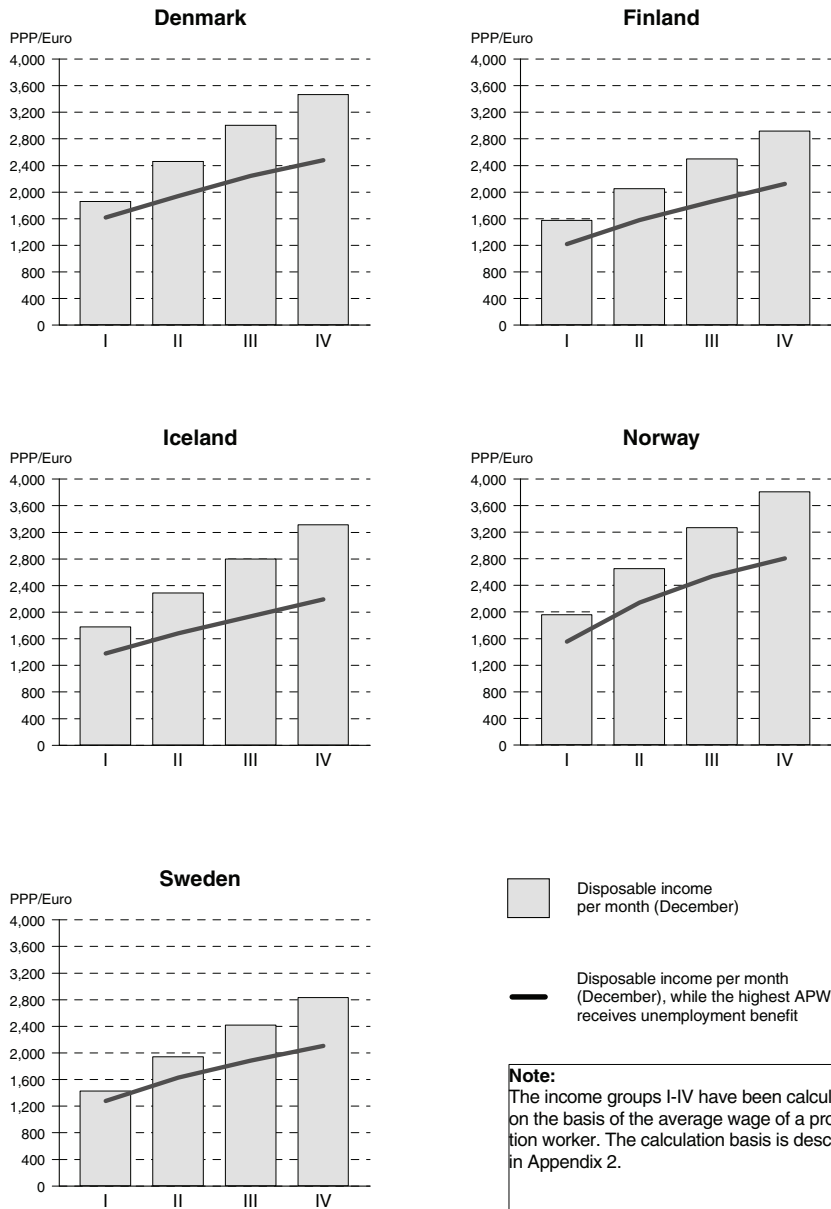 Denmark
PPP/Euro
4,000
3,600
3,200
2,800
2,400
2,000
1,600
1,200
800
400
0
I II III IV
Finland
PPP/Euro
4,000
3,600
3,200
2,800
2,400
2,000
1,600
1,200
800
400
0
I II III IV
Iceland
PPP/Euro
4,000
3,600
3,200
2,800
2,400
2,000
1,600
1,200
800
400
0
I II III IV
Norway
PPP/Euro
4,000
3,600
3,200
2,800
2,400
2,000
1,600
1,200
800
400
0
I II III IV
Sweden
PPP/Euro
4,000
3,600
3,200
2,800
2,400
2,000
1,600
1,200
800
400
0
I II III IV
Disposable income
per month (December)
Disposable income per month
(December), while the highest APW
receives unemployment benefit
Note:
The income groups I-IV have been calcul
on the basis of the average wage of a pro
tion worker. The calculation basis is desc
in Appendix 2.